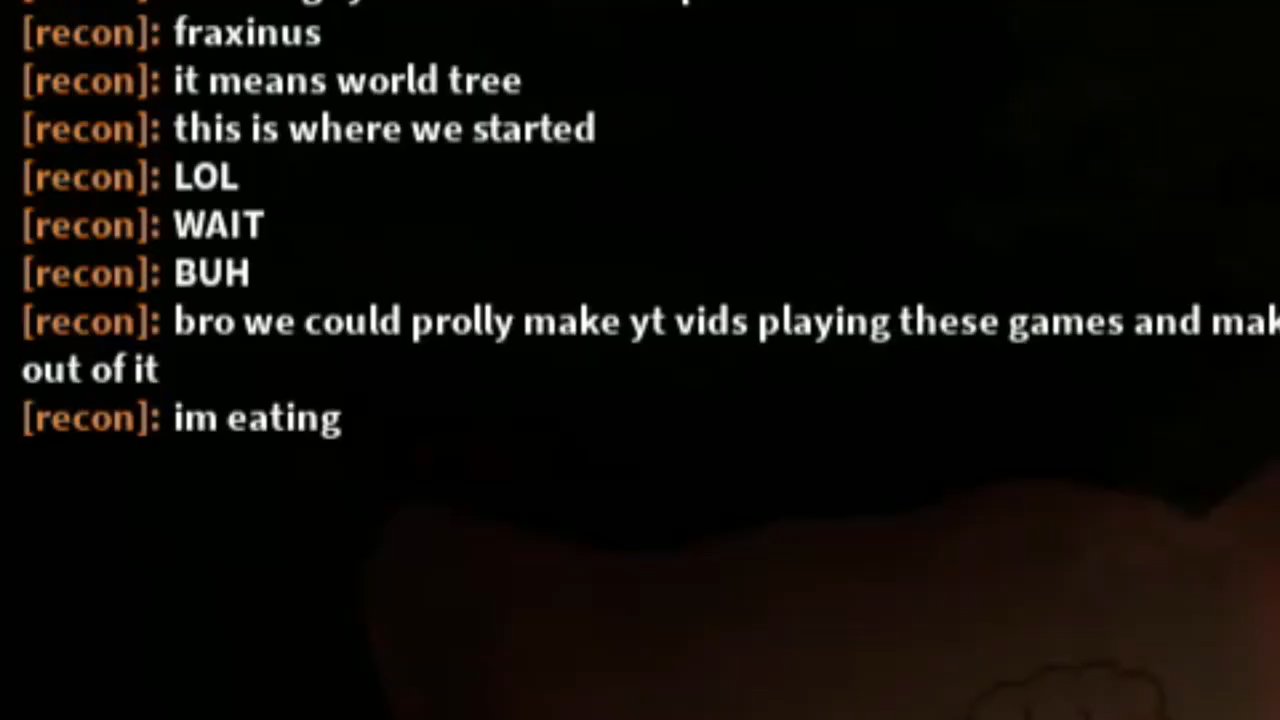 [recon]: fraxinus
[recon]: it means world tree
[recon]: this is where we started
[recon]: LOL
[recon]: WAIT
[recon]: BUH
[recon]: bro we could prolly make yt vids playing these games and
out of it
[recon]: im eating